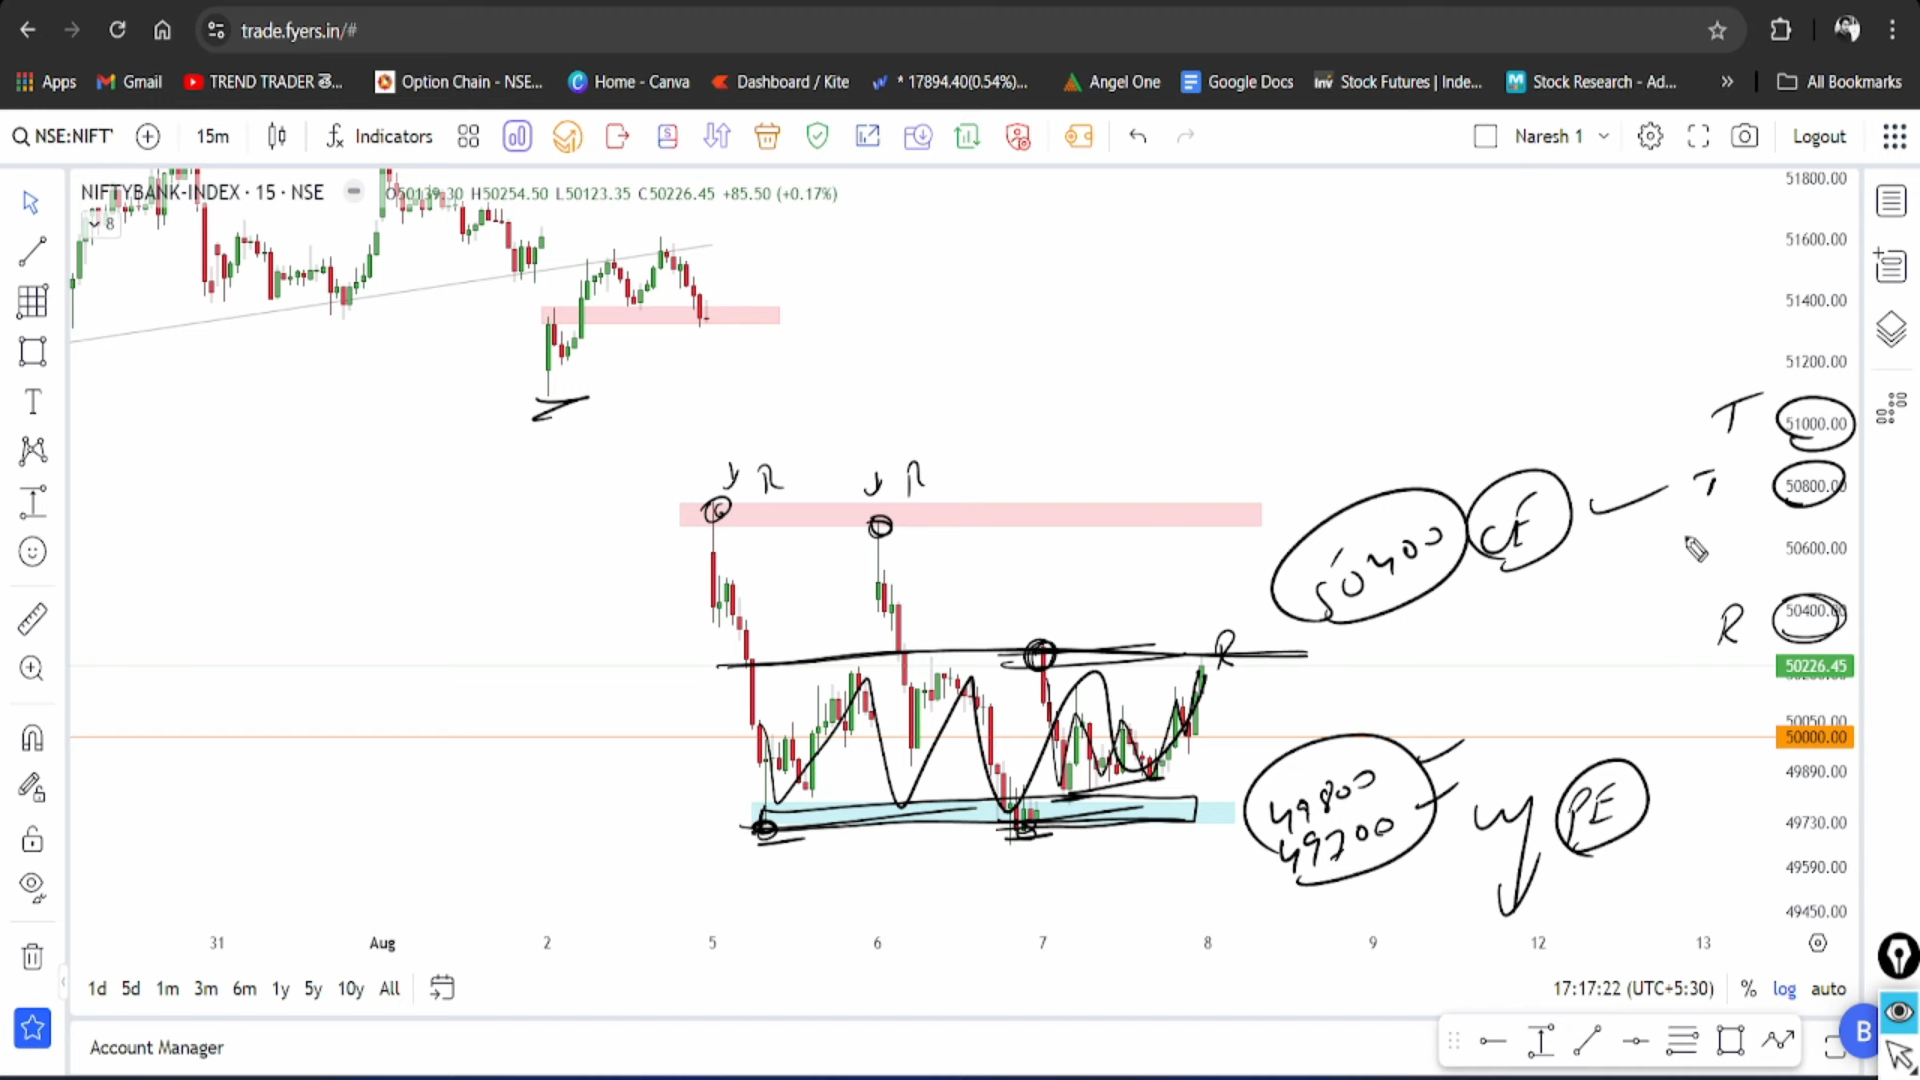 trade.fyers.in/#
Apps Gmail TREND TRADER తె... Option Chain - NSE... Home - Canva Dashboard / Kite * 17894.40(0.54%)... Angel One Google Docs Stock Futures | Inde... Stock Research - Ad... » All Bookmarks
NSE:NIFT 15m Indicators Naresh 1 Logout
NIFTYBANK-INDEX · 15 · NSE O50139.30 H50254.50 L50123.35 C50226.45 +85.50 (+0.17%)
8
51800.00
51600.00
51400.00
51200.00
T 51000.00
R R
T 50800.00
50400 CE
50600.00
R 50400.00
R
50226.45
50050.00
50000.00
49890.00
49800
49700
PE
49730.00
49590.00
49450.00
31 Aug 2 5 6 7 8 9 12 13
1d 5d 1m 3m 6m 1y 5y 10y All 17:17:22 (UTC+5:30) % log auto
B
Account Manager